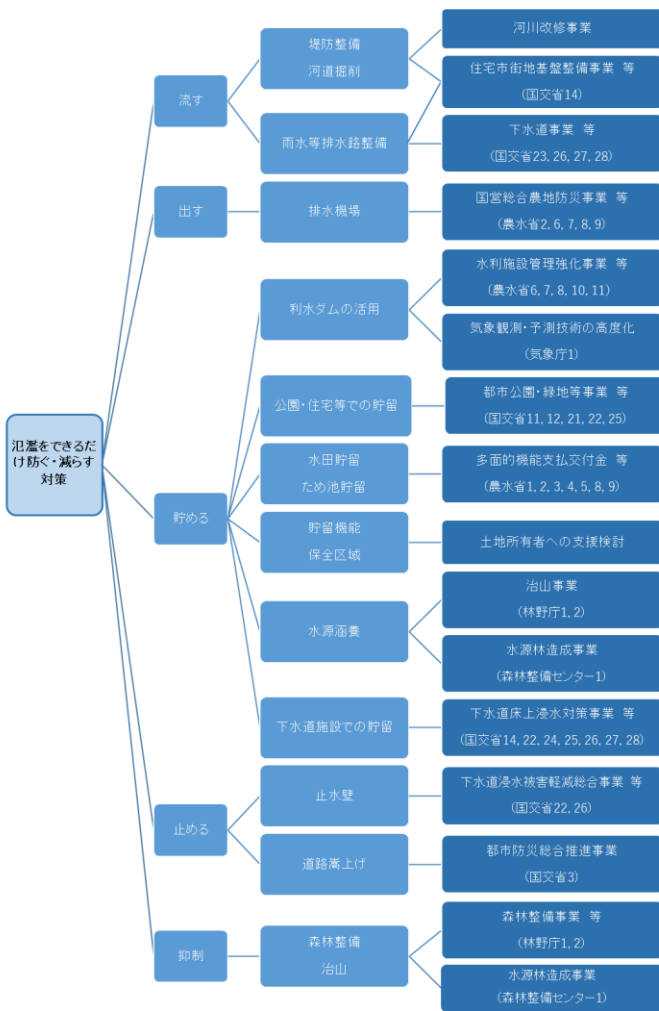 氾濫をできるだ
け防ぐ・減らす
対策
流す
堤防整備
河道掘削
河川改修事業
住宅市街地基盤整備事業 等
(国交省14)
雨水等排水路整備
下水道事業 等
(国交省23, 26, 27, 28)
出す
排水機場
国営総合農地防災事業 等
(農水省2, 6, 7, 8, 9)
貯める
利水ダムの活用
水利施設管理強化事業 等
(農水省6, 7, 8, 10, 11)
気象観測・予測技術の高度化
(気象庁1)
公園・住宅等での貯留
都市公園・緑地等事業 等
(国交省11, 12, 21, 22, 25)
水田貯留
ため池貯留
多面的機能支払交付金 等
(農水省1, 2, 3, 4, 5, 8, 9)
貯留機能
保全区域
土地所有者への支援検討
水源涵養
治山事業
(林野庁1, 2)
水源林造成事業
(森林整備センター1)
下水道施設での貯留
下水道床上浸水対策事業 等
(国交省14, 22, 24, 25, 26, 27, 28)
止める
止水壁
下水道浸水被害軽減総合事業 等
(国交省22, 26)
道路嵩上げ
都市防災総合推進事業
(国交省3)
抑制
森林整備
治山
森林整備事業 等
(林野庁1, 2)
水源林造成事業
(森林整備センター1)